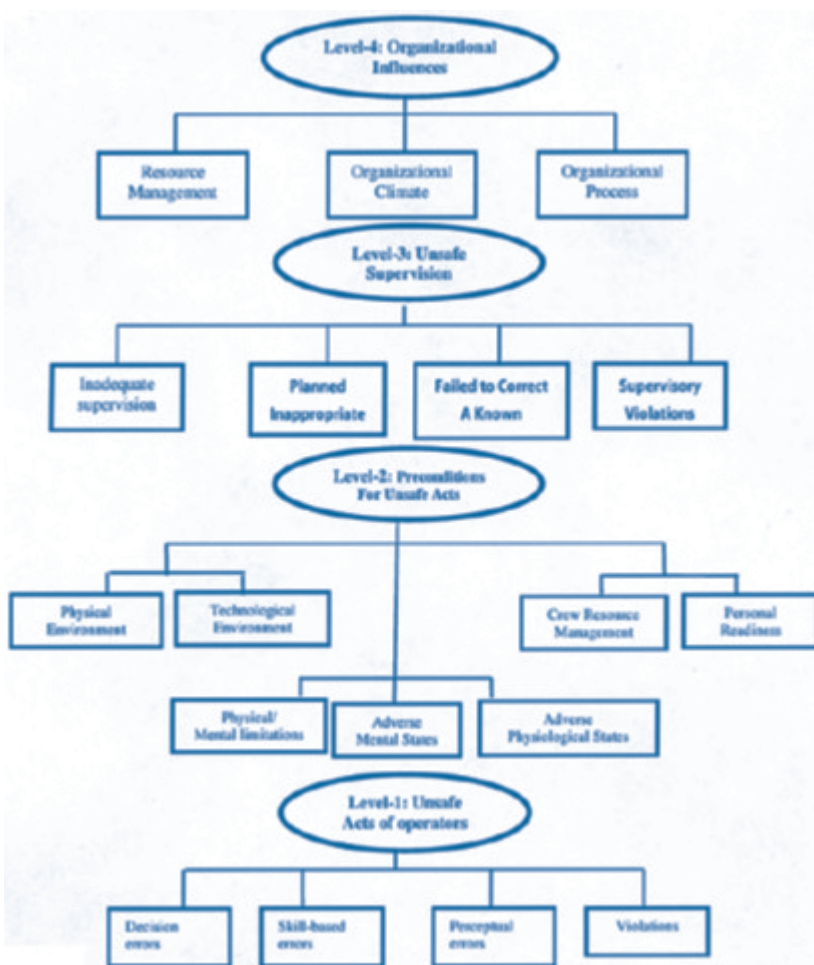 Level-4: Organizational
Influences
Resource
Management
Organizational
Climate
Organizational
Process
Level-3: Unsafe
Supervision
Inadequate
supervision
Planned
Inappropriate
Failed to Correct
A Known
Supervisory
Violations
Level-2: Preconditions
For Unsafe Acts
Physical
Environment
Technological
Environment
Crew Resource
Management
Personal
Readiness
Physical/
Mental limitations
Adverse
Mental States
Adverse
Physiological States
Level-1: Unsafe
Acts of operators
Decision
errors
Skill-based
errors
Perceptual
errors
Violations